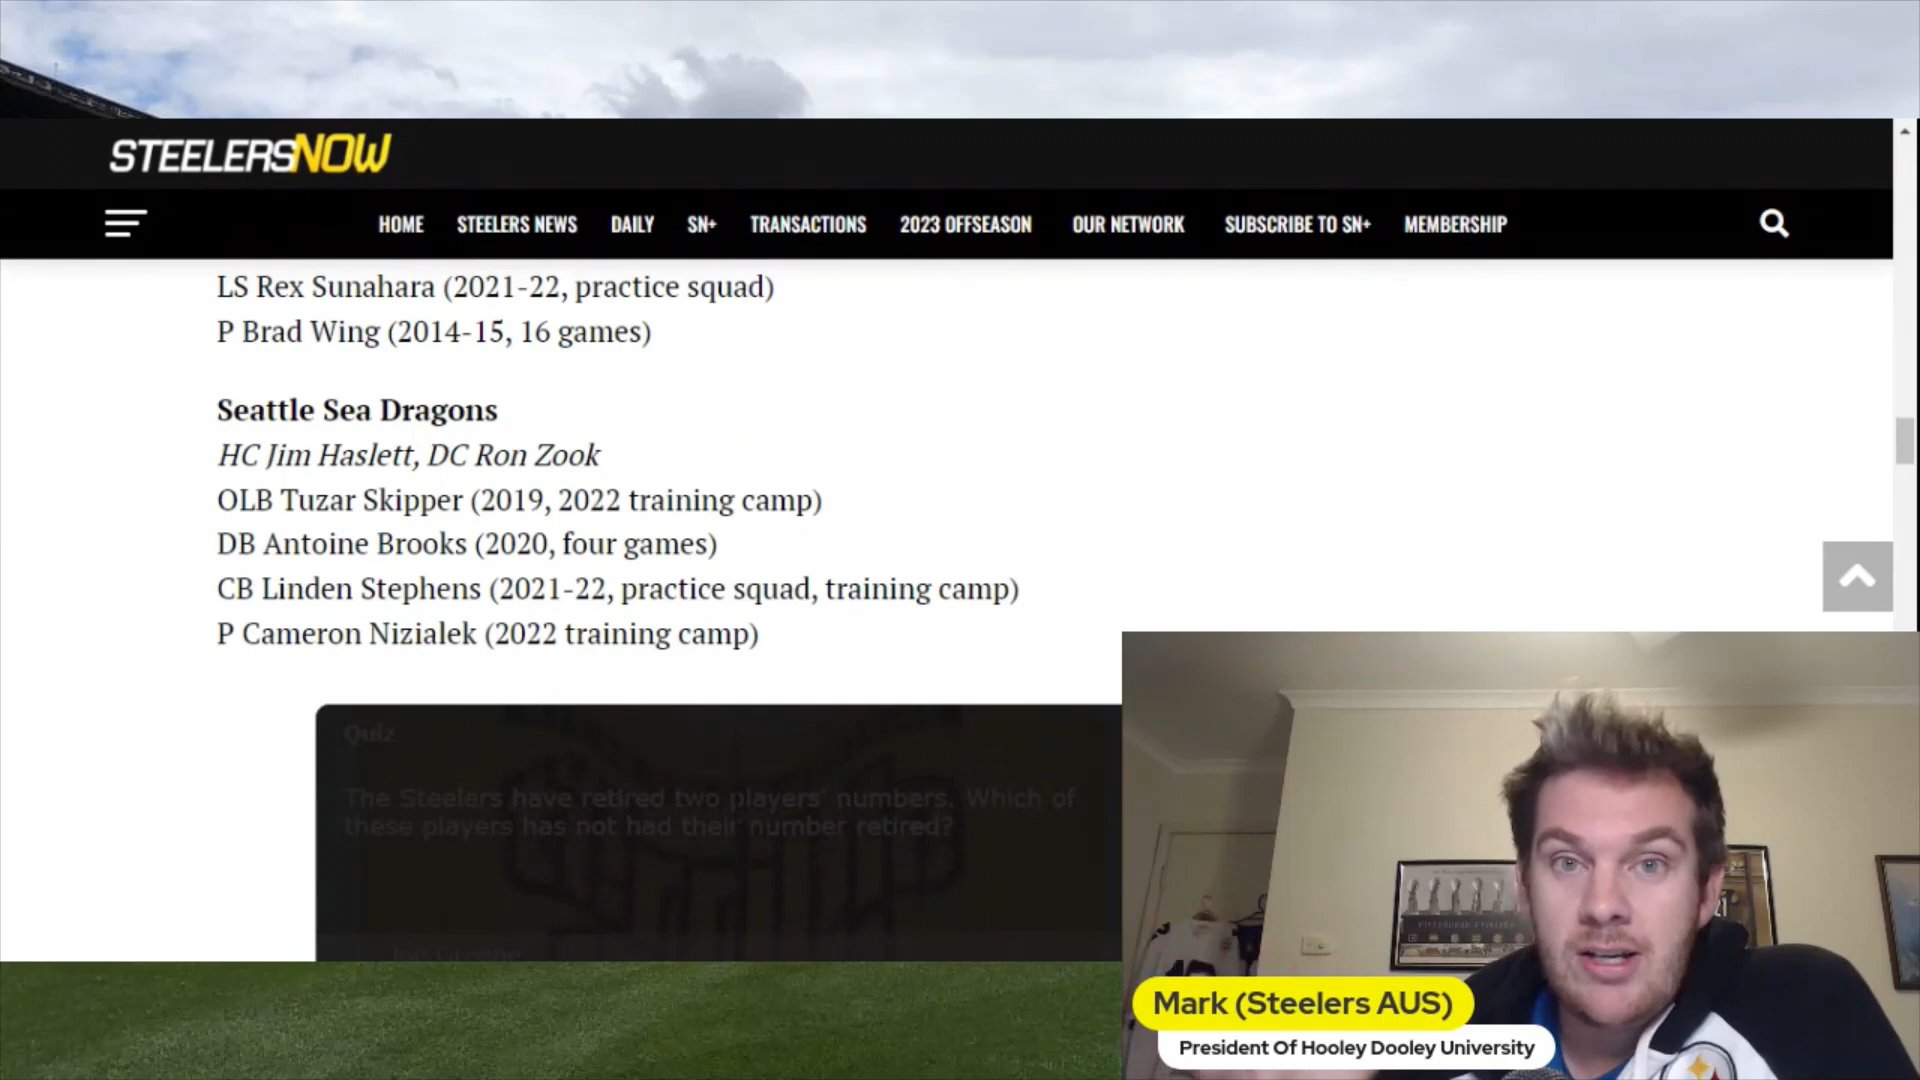 STEELERSNOW
HOME STEELERS NEWS DAILY SN+ TRANSACTIONS 2023 OFFSEASON OUR NETWORK SUBSCRIBE TO SN+ MEMBERSHIP
LS Rex Sunahara (2021-22, practice squad)
P Brad Wing (2014-15, 16 games)
Seattle Sea Dragons
HC Jim Haslett, DC Ron Zook
OLB Tuzar Skipper (2019, 2022 training camp)
DB Antoine Brooks (2020, four games)
CB Linden Stephens (2021-22, practice squad, training camp)
P Cameron Nizialek (2022 training camp)
Quiz
The Steelers have retired two players' numbers. Which of
these players has not had their number retired?
Mark (Steelers AUS)
President Of Hooley Dooley University